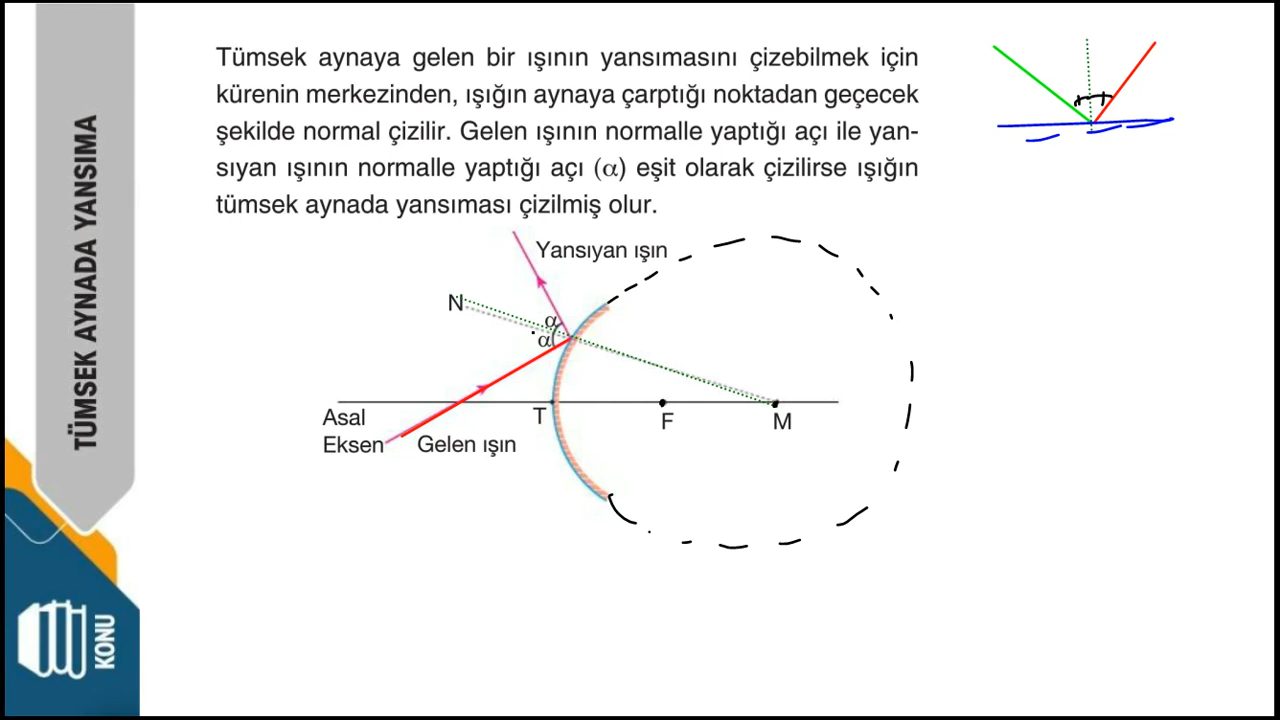 TÜMSEK AYNADA YANSIMA
Tümsek aynaya gelen bir ışının yansımasını çizebilmek için
kürenin merkezinden, ışığın aynaya çarptığı noktadan geçecek
şekilde normal çizilir. Gelen ışının normalle yaptığı açı ile yan-
sıyan ışının normalle yaptığı açı (α) eşit olarak çizilirse ışığın
tümsek aynada yansıması çizilmiş olur.
Yansıyan ışın
N
α
α
T
F
M
Asal
Eksen
Gelen ışın
KONU